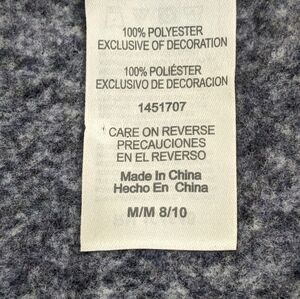 100% POLYESTER
EXCLUSIVE OF DECORATION
100% POLIÉSTER
EXCLUSIVO DE DECORACION
1451707
CARE ON REVERSE
PRECAUCIONES
EN EL REVERSO
Made In China
Hecho En China
M/M 8/10